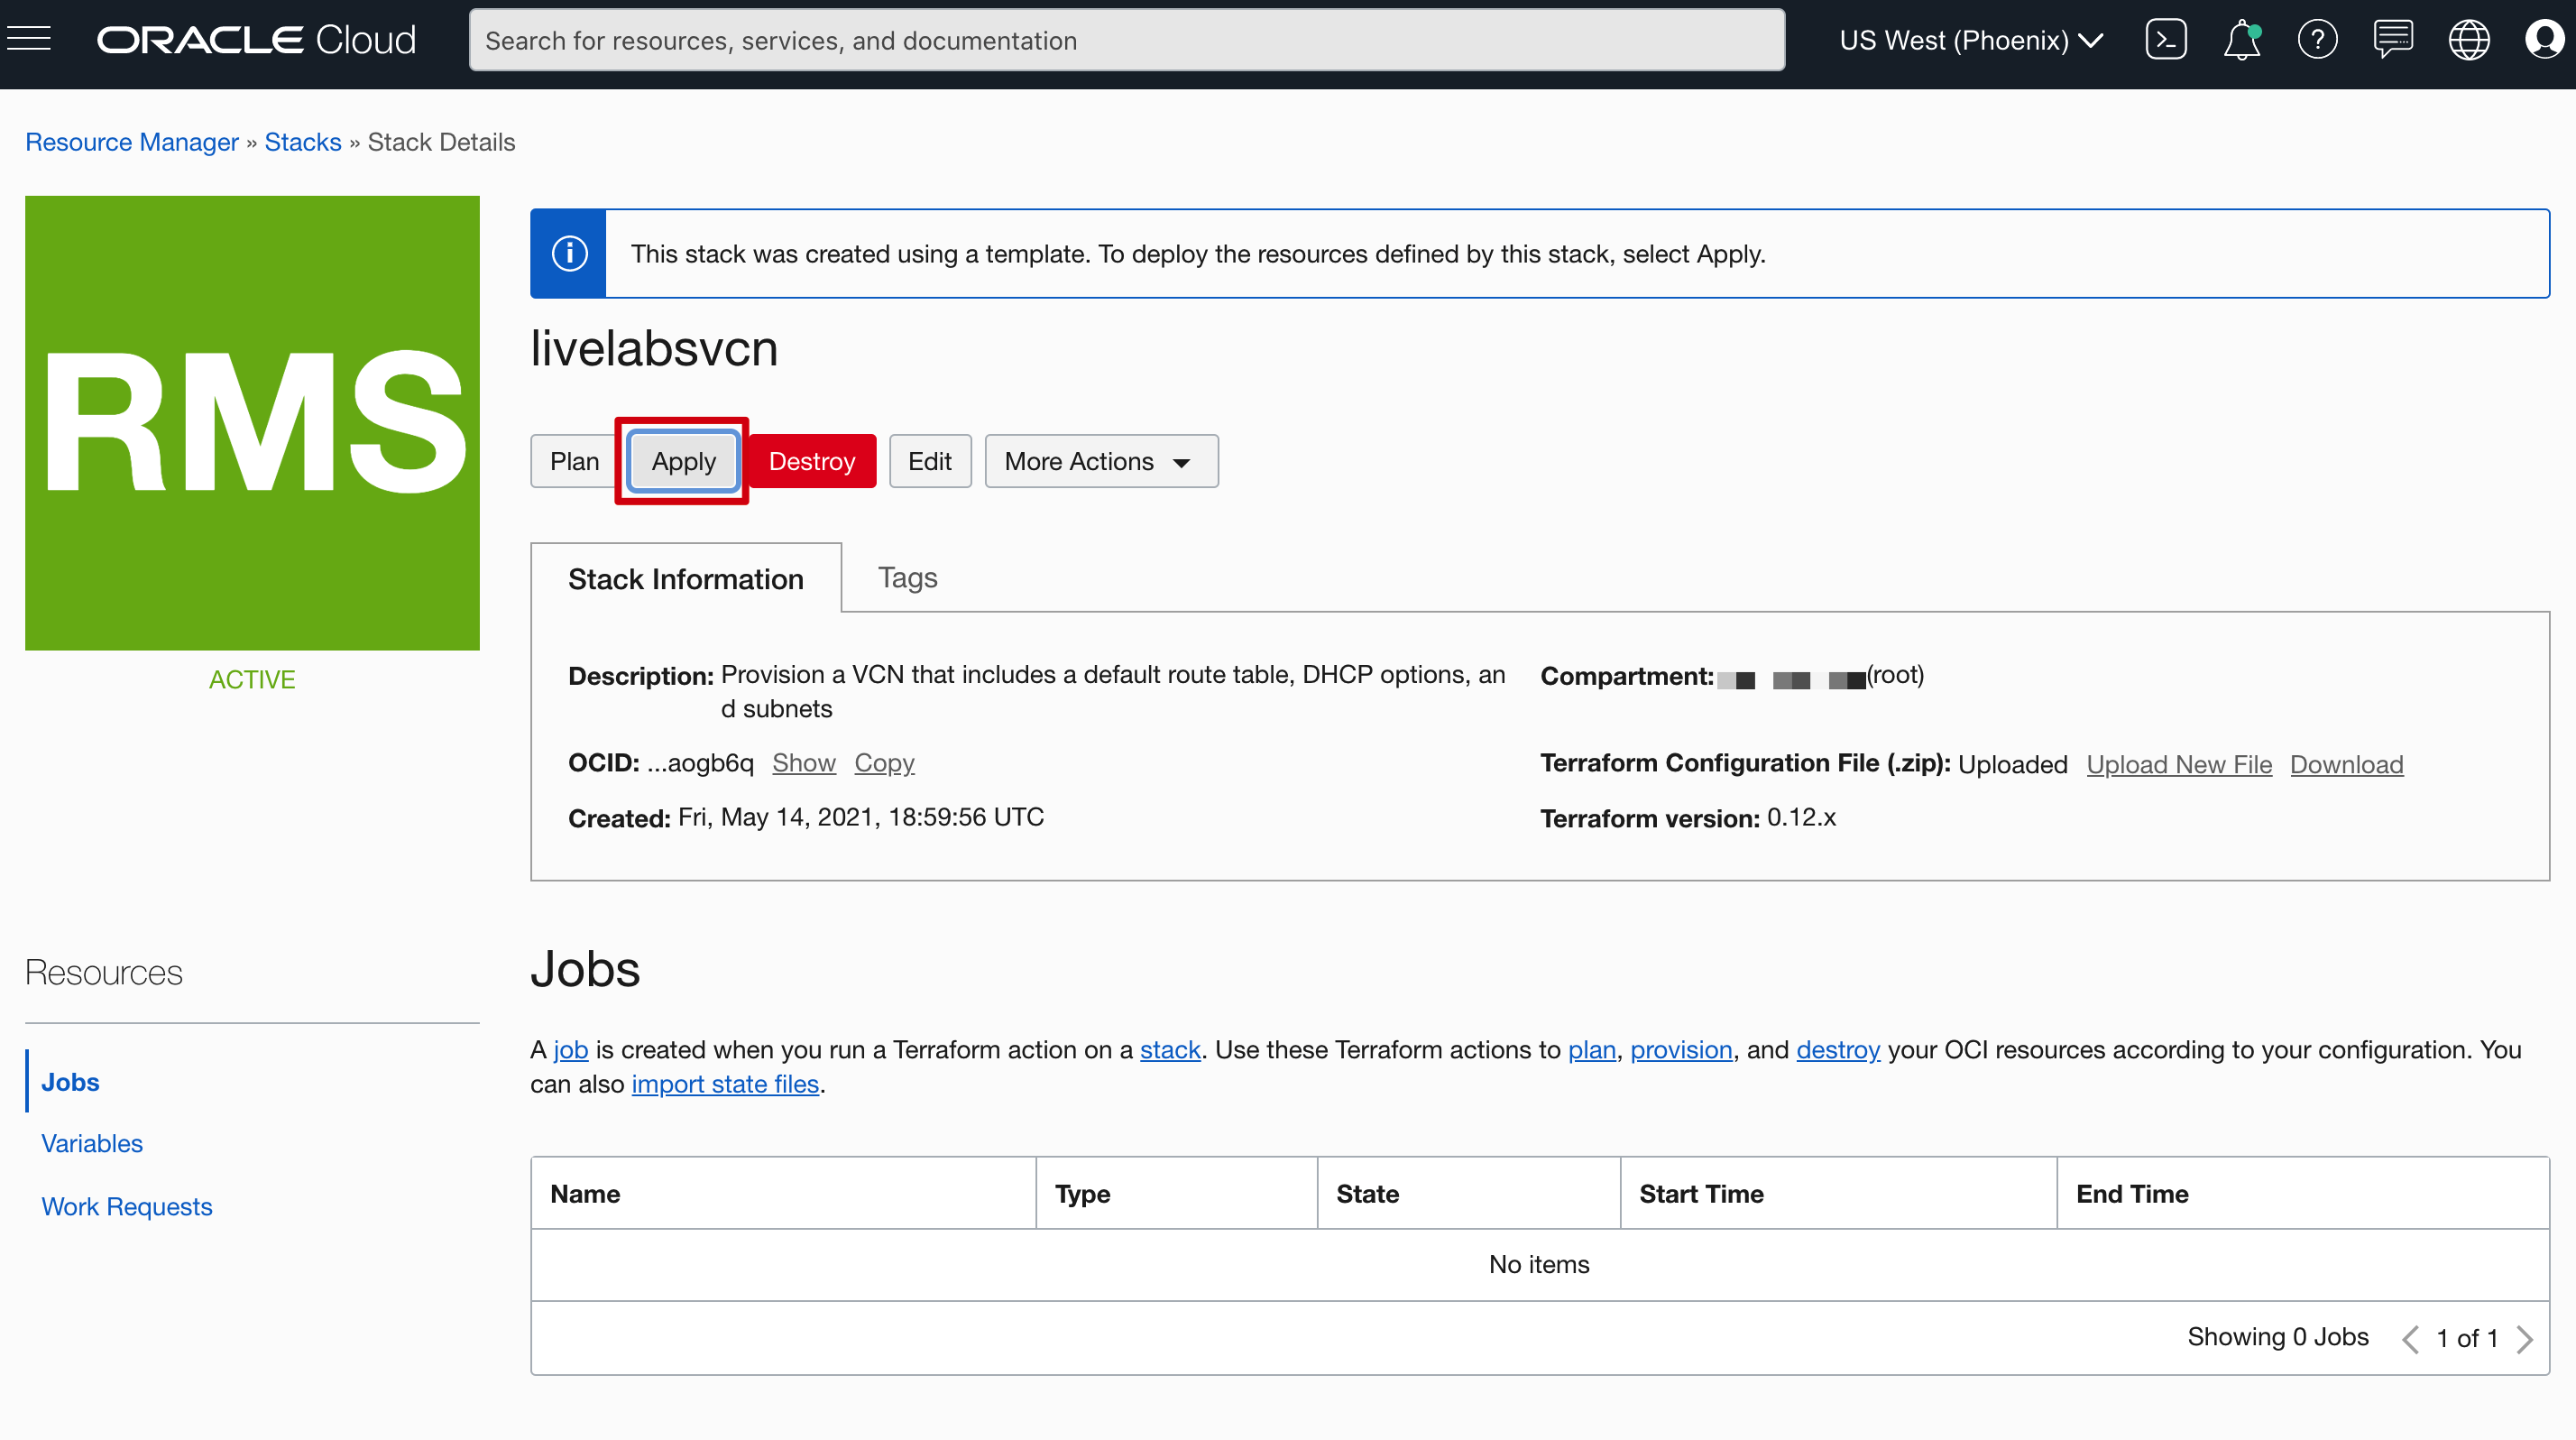 ORACLE Cloud
Search for resources, services, and documentation
US West (Phoenix)
Resource Manager » Stacks » Stack Details
RMS
ACTIVE
This stack was created using a template. To deploy the resources defined by this stack, select Apply.
livelabsvcn
Plan Apply Destroy Edit More Actions
Stack Information Tags
Description: Provision a VCN that includes a default route table, DHCP options, an
d subnets
Compartment: (root)
OCID: ...aogb6q Show Copy
Terraform Configuration File (.zip): Uploaded Upload New File Download
Created: Fri, May 14, 2021, 18:59:56 UTC
Terraform version: 0.12.x
Resources
Jobs
Variables
Work Requests
Jobs
A job is created when you run a Terraform action on a stack. Use these Terraform actions to plan, provision, and destroy your OCI resources according to your configuration. You
can also import state files.
Name Type State Start Time End Time
No items
Showing 0 Jobs 1 of 1